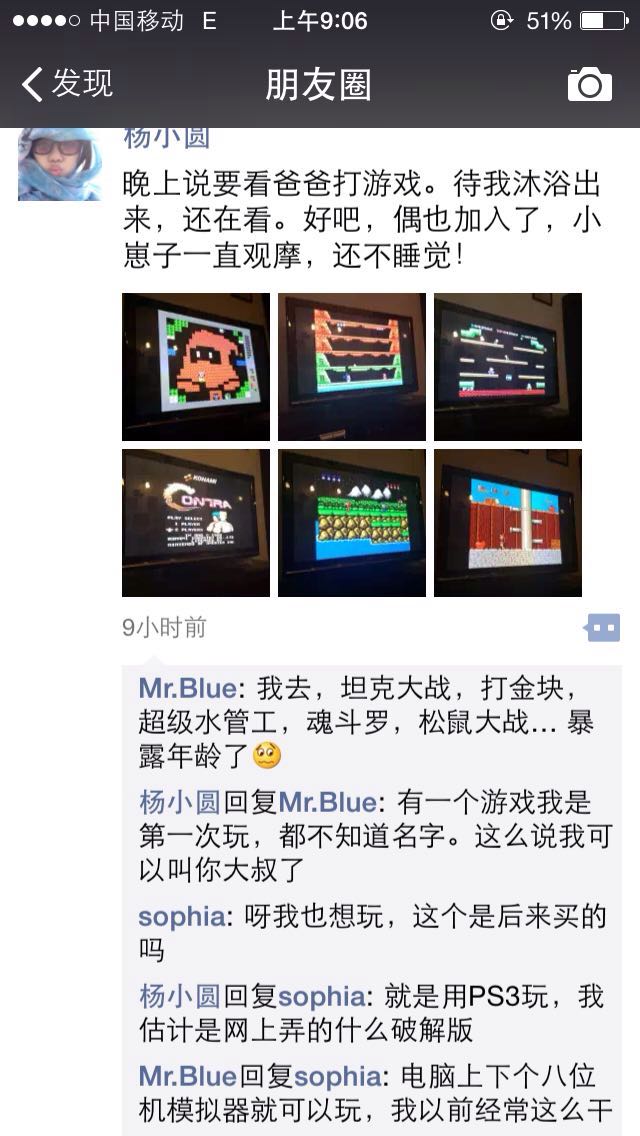 中国移动 E 上午9:06 51%
发现 朋友圈
杨小圆
晚上说要看爸爸打游戏。待我沐浴出
来，还在看。好吧，偶也加入了，小
崽子一直观摩，还不睡觉！
KONAMI
CONTRA
PLAY SELECT
1 PLAYER
2 PLAYERS
9小时前
Mr.Blue: 我去，坦克大战，打金块，
超级水管工，魂斗罗，松鼠大战... 暴
露年龄了
杨小圆回复Mr.Blue: 有一个游戏我是
第一次玩，都不知道名字。这么说我可
以叫你大叔了
sophia: 呀我也想玩，这个是后来买的
吗
杨小圆回复sophia: 就是用PS3玩，我
估计是网上弄的什么破解版
Mr.Blue回复sophia: 电脑上下个八位
机模拟器就可以玩，我以前经常这么干